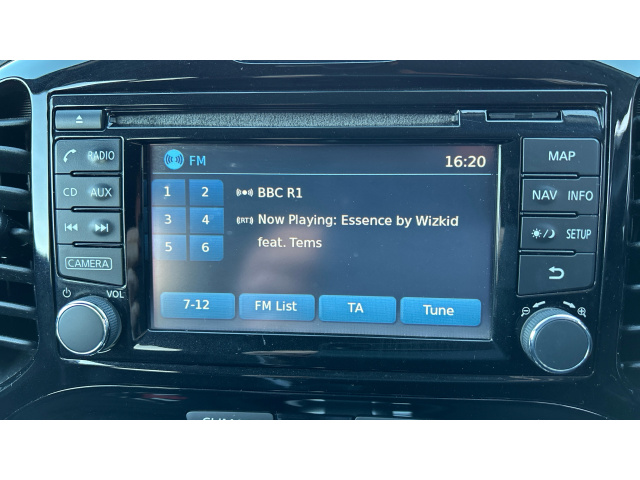 FM
16:20
1 2
BBC R1
3 4
RT
Now Playing: Essence by Wizkid
feat. Tems
5 6
7-12
FM List
TA
Tune
RADIO
CD AUX
CAMERA
VOL
MAP
NAV INFO
SETUP